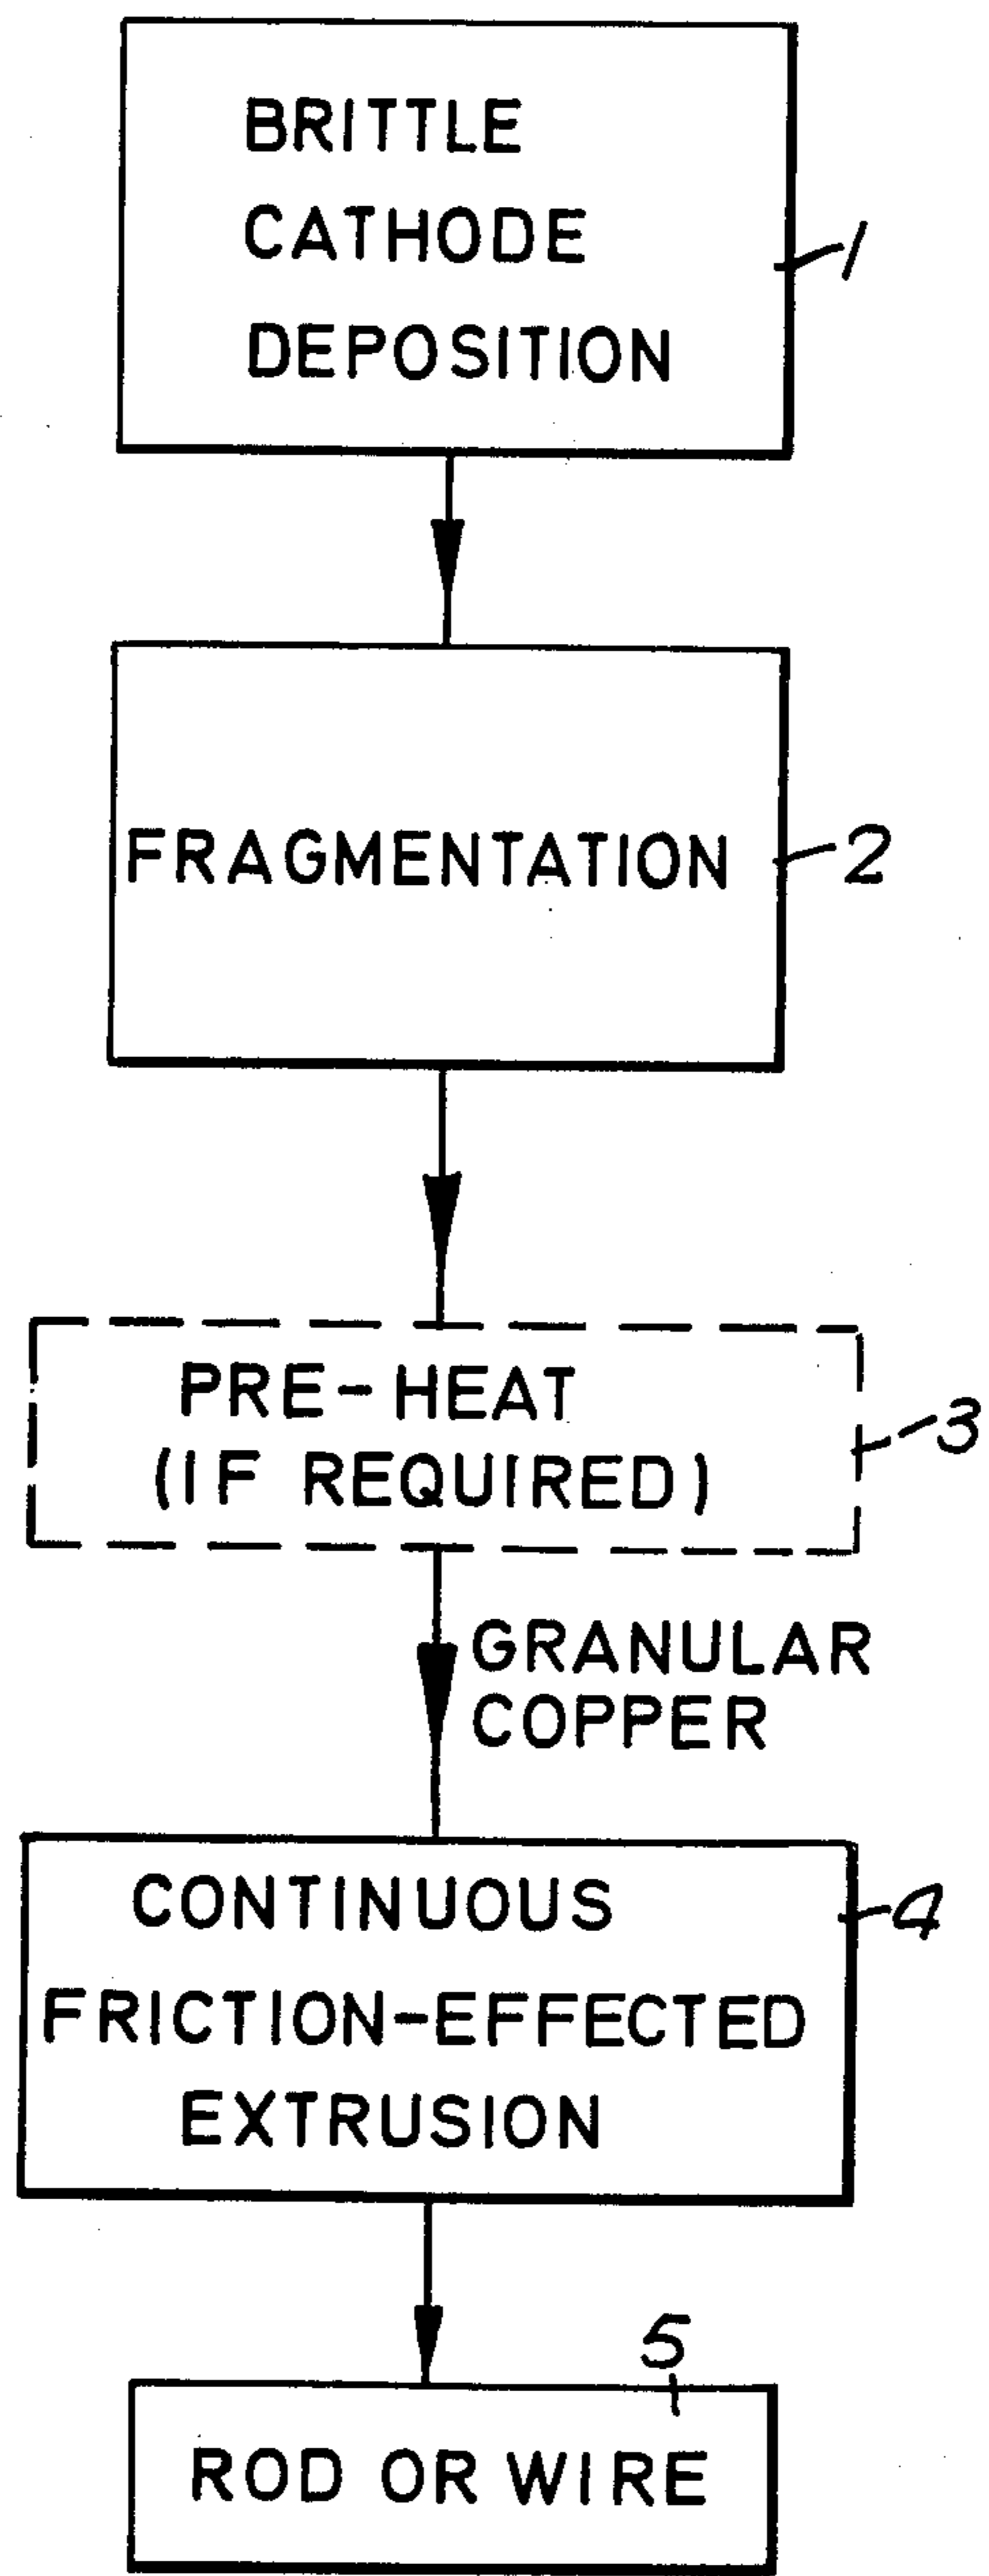 BRITTLE
CATHODE
DEPOSITION
1
FRAGMENTATION
2
PRE-HEAT
(IF REQUIRED)
3
GRANULAR
COPPER
CONTINUOUS
4
FRICTION-EFFECTED
EXTRUSION
5
ROD OR WIRE